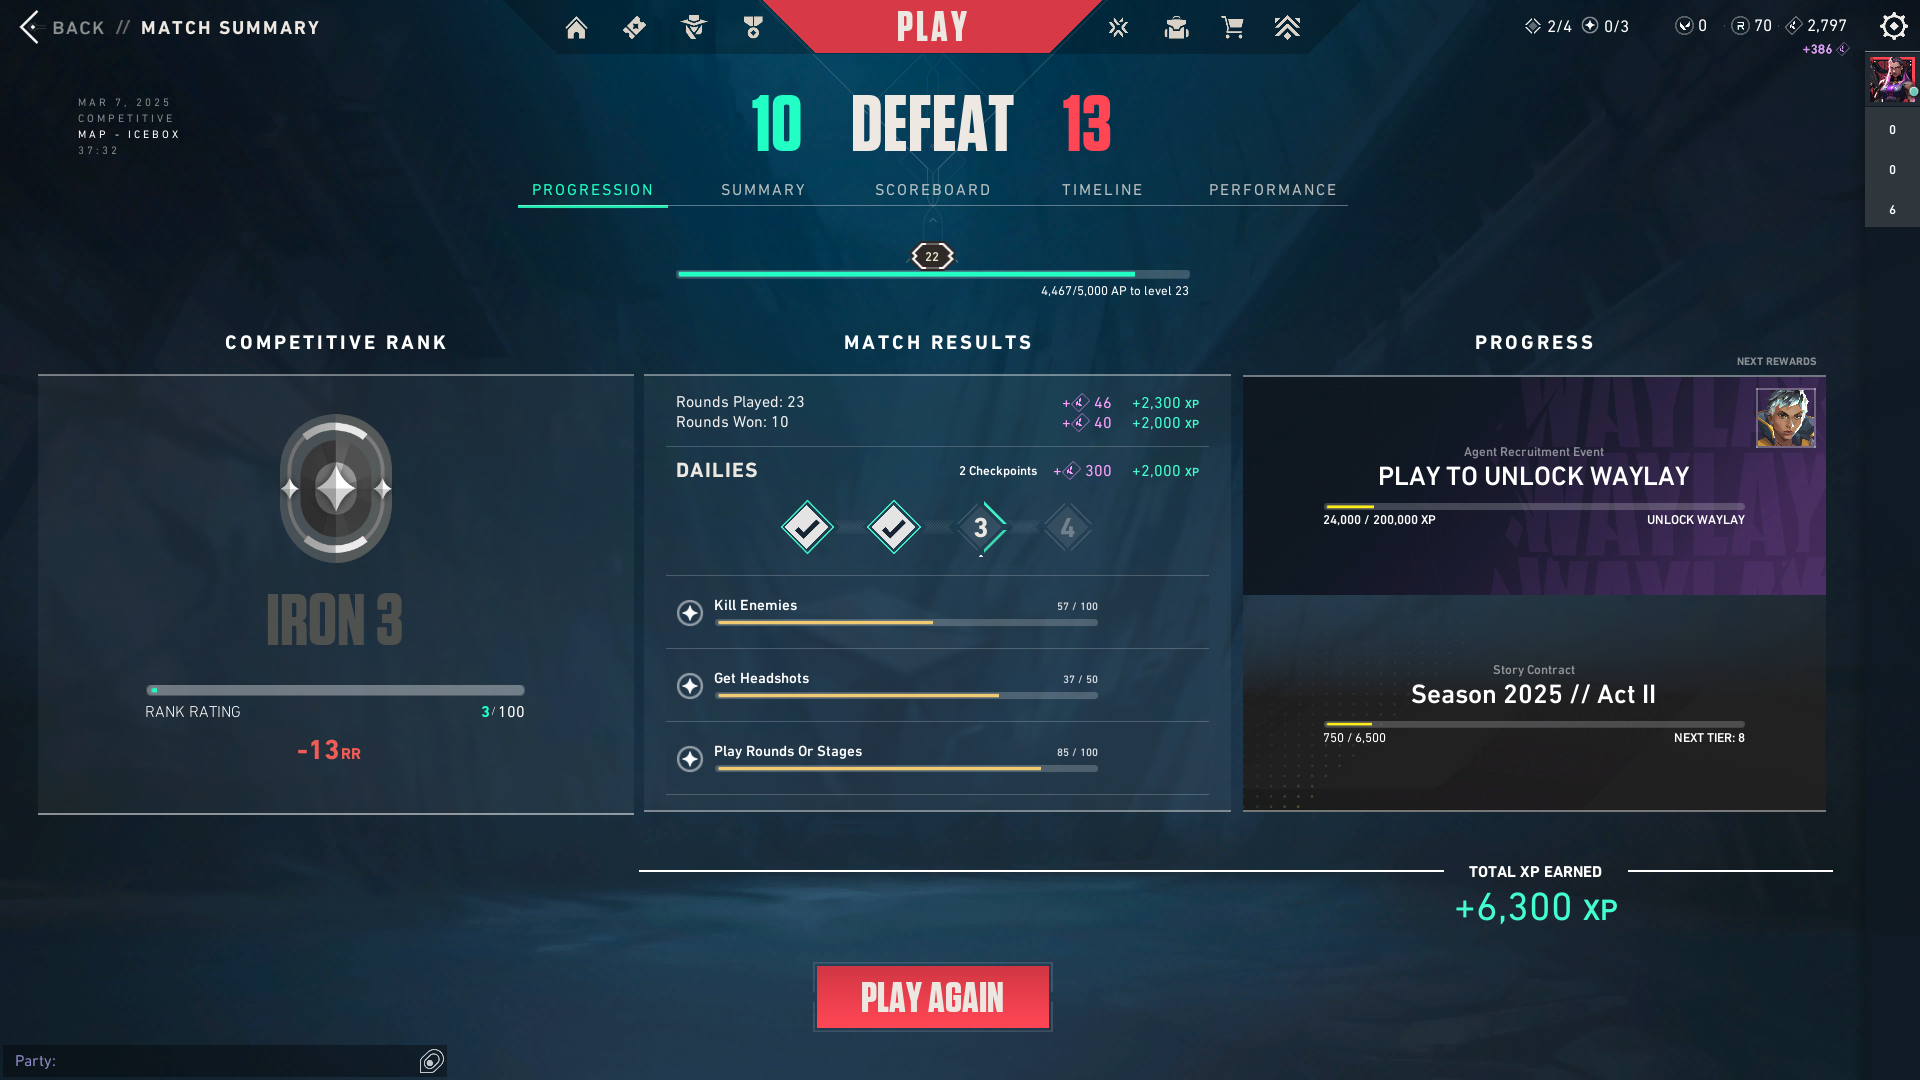 BACK // MATCH SUMMARY
PLAY
2/4 0/3 0 70 2,797
+386
MAR 7, 2025
COMPETITIVE
MAP - ICEBOX
37:32
10 DEFEAT 13
PROGRESSION SUMMARY SCOREBOARD TIMELINE PERFORMANCE
0
0
6
22
4,467/5,000 AP to level 23
COMPETITIVE RANK
IRON 3
RANK RATING 3/100
-13RR
MATCH RESULTS
Rounds Played: 23 + 46 +2,300 XP
Rounds Won: 10 + 40 +2,000 XP
DAILIES 2 Checkpoints + 300 +2,000 XP
3 4
Kill Enemies 57 / 100
Get Headshots 37 / 50
Play Rounds Or Stages 85 / 100
PROGRESS
NEXT REWARDS
Agent Recruitment Event
PLAY TO UNLOCK WAYLAY
24,000 / 200,000 XP UNLOCK WAYLAY
Story Contract
Season 2025 // Act II
750 / 6,500 NEXT TIER: 8
TOTAL XP EARNED
+6,300 XP
PLAY AGAIN
Party: